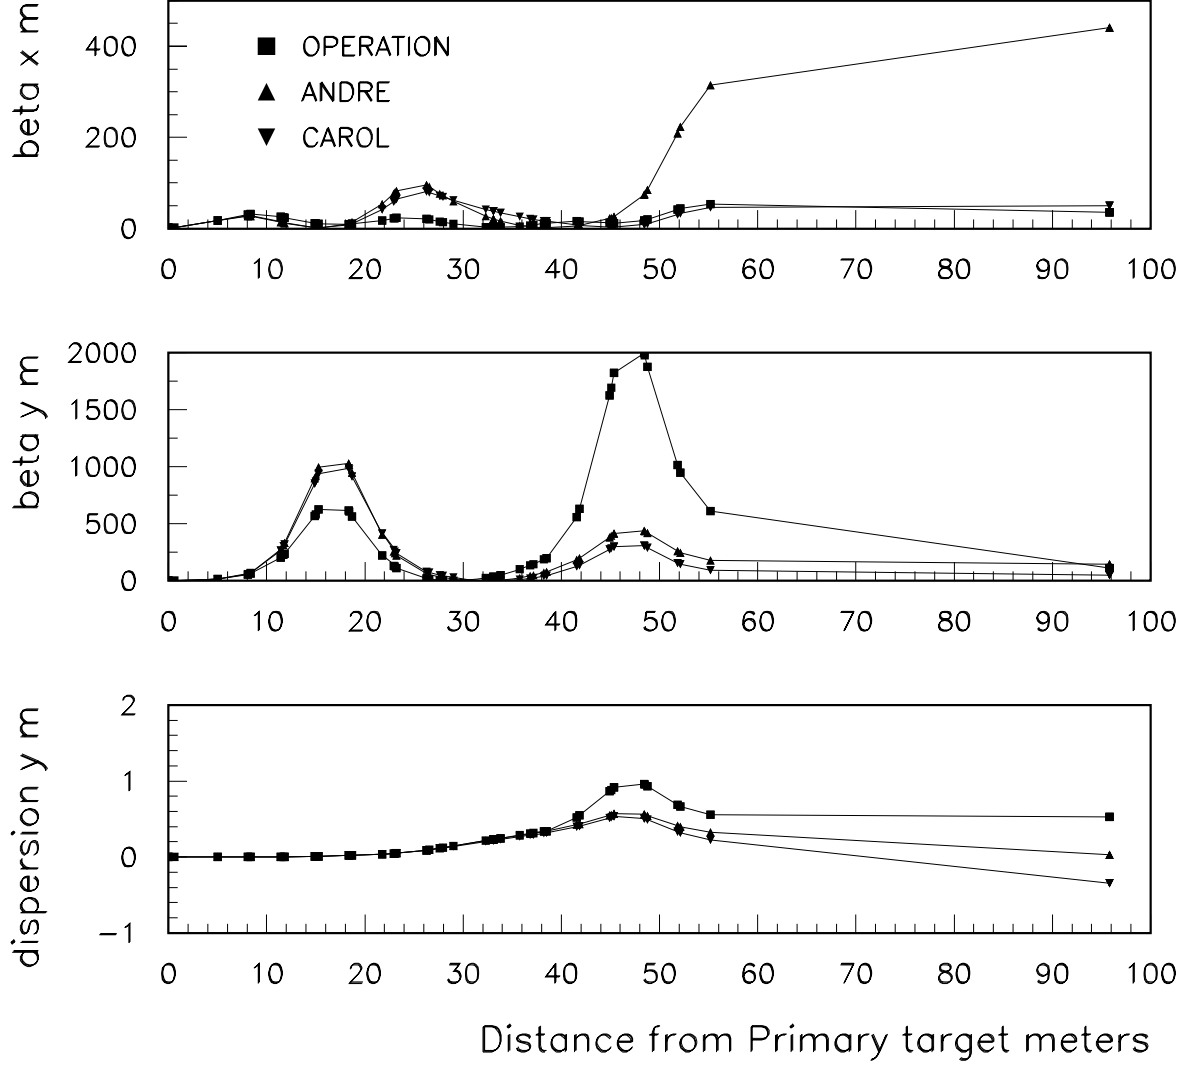 beta x m
400
200
0
OPERATION
ANDRE
CAROL
0 10 20 30 40 50 60 70 80 90 100
beta y m
2000
1500
1000
500
0
0 10 20 30 40 50 60 70 80 90 100
dispersion y m
2
1
0
−1
0 10 20 30 40 50 60 70 80 90 100
Distance from Primary target meters